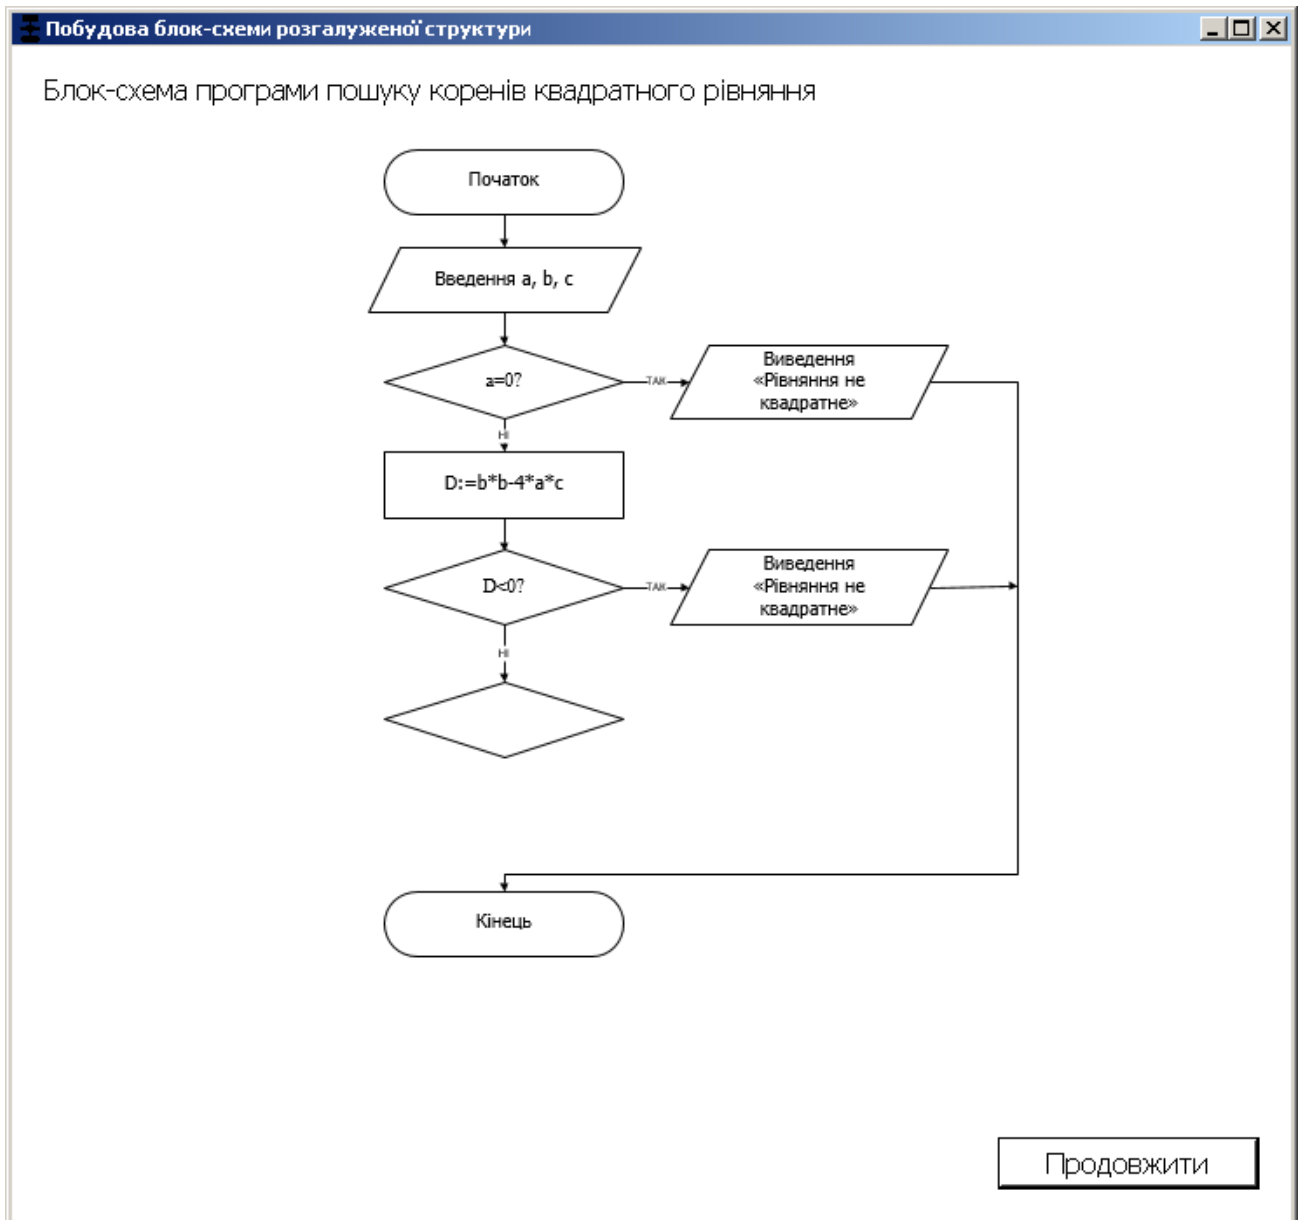 Побудова блок-схеми розгалуженої структури
Блок-схема програми пошуку коренів квадратного рівняння
Початок
Введення a, b, c
a=0?
ТАК
Виведення
«Рівняння не
квадратне»
НІ
D:=b*b-4*a*c
D<0?
ТАК
Виведення
«Рівняння не
квадратне»
НІ
Кінець
Продовжити